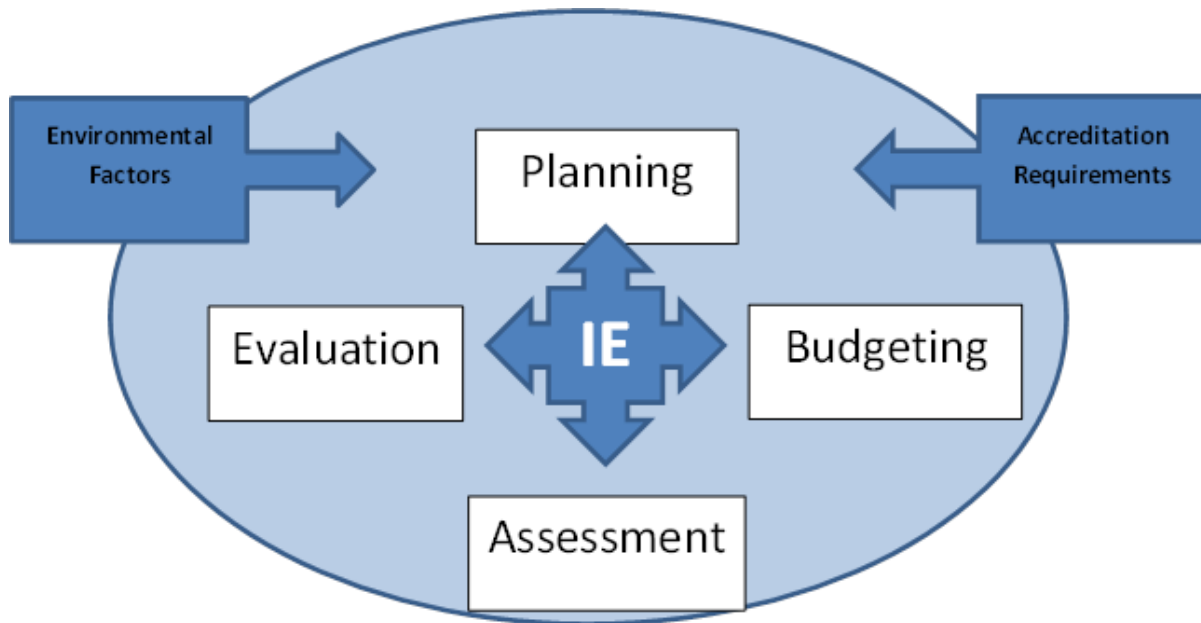 Environmental
Factors
Planning
Accreditation
Requirements
Evaluation
IE
Budgeting
Assessment